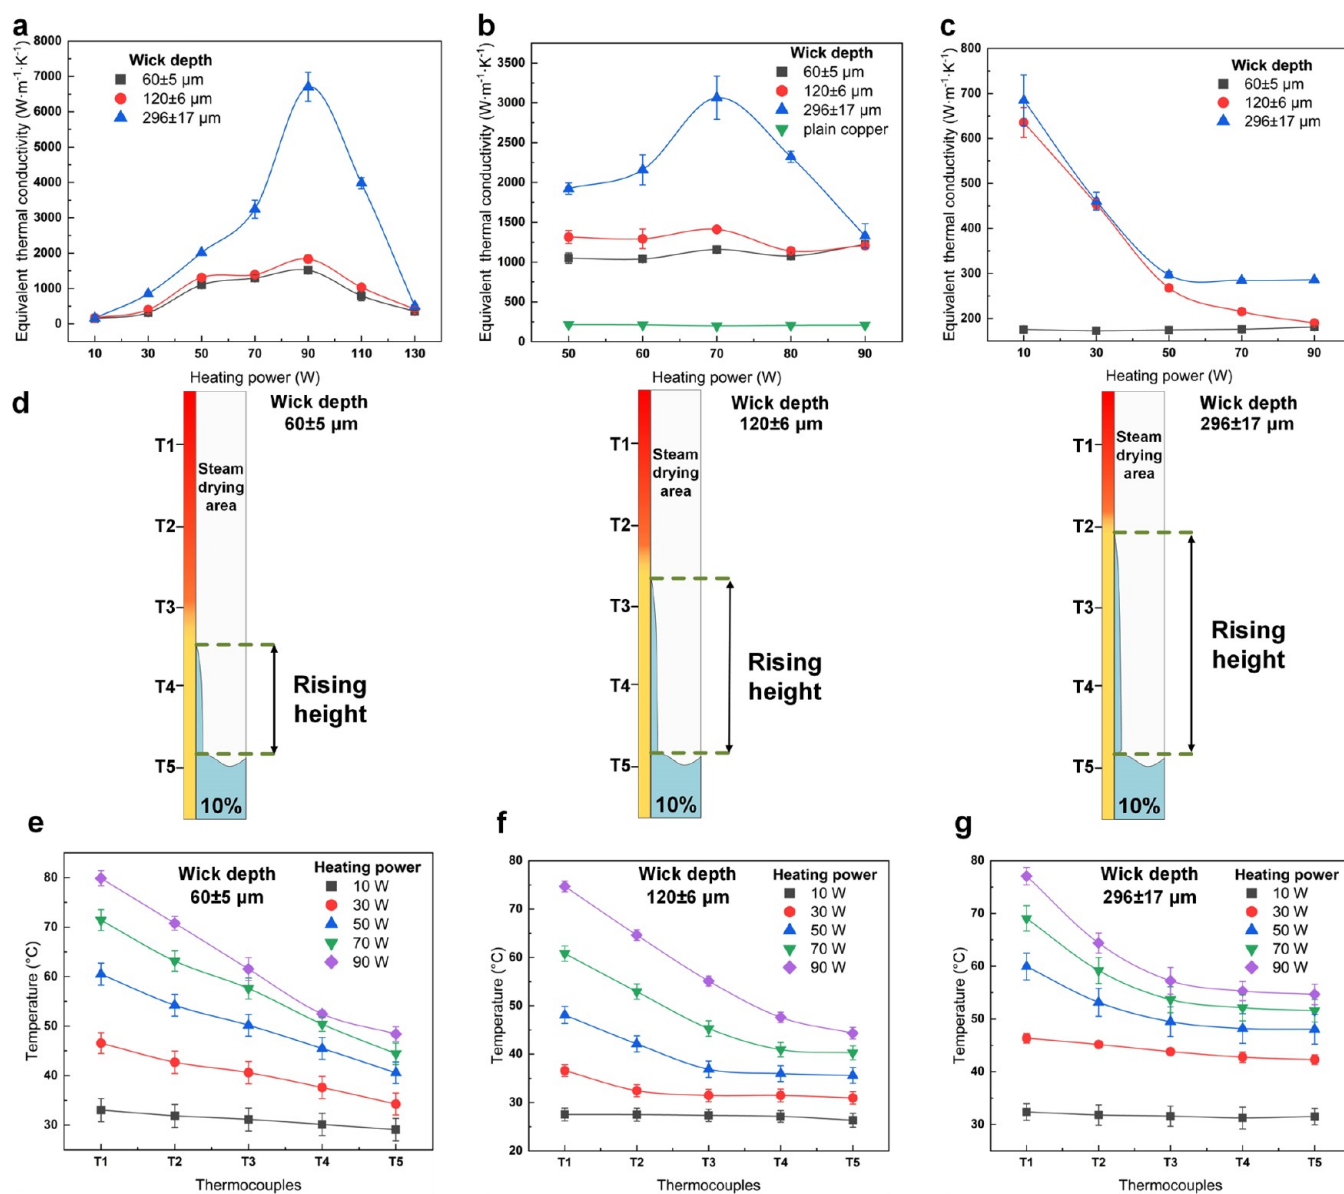 a
Equivalent thermal conductivity (W·m⁻¹·K⁻¹)
8000
7000
6000
5000
4000
3000
2000
1000
0
Wick depth
60±5 μm
120±6 μm
296±17 μm
10 30 50 70 90 110 130
Heating power (W)
b
Equivalent thermal conductivity (W·m⁻¹·K⁻¹)
3500
3000
2500
2000
1500
1000
500
0
Wick depth
60±5 μm
120±6 μm
296±17 μm
plain copper
50 60 70 80 90
Heating power (W)
c
Equivalent thermal conductivity (W·m⁻¹·K⁻¹)
800
700
600
450
300
200
Wick depth
60±5 μm
120±6 μm
296±17 μm
10 30 50 70 90
Heating power (W)
d
Wick depth
60±5 μm
T1
T2
T3
T4
T5
Steam
drying
area
Rising
height
10%
Wick depth
120±6 μm
T1
T2
T3
T4
T5
Steam
drying
area
Rising
height
10%
Wick depth
296±17 μm
T1
T2
T3
T4
T5
Steam
drying
area
Rising
height
10%
e
Temperature (°C)
80
70
60
50
40
30
Wick depth
60±5 μm
Heating power
10 W
30 W
50 W
70 W
90 W
T1 T2 T3 T4 T5
Thermocouples
f
Temperature (°C)
80
70
60
50
40
30
20
Wick depth
120±6 μm
Heating power
10 W
30 W
50 W
70 W
90 W
T1 T2 T3 T4 T5
Thermocouples
g
Temperature (°C)
80
70
60
50
40
30
Wick depth
296±17 μm
Heating power
10 W
30 W
50 W
70 W
90 W
T1 T2 T3 T4 T5
Thermocouples